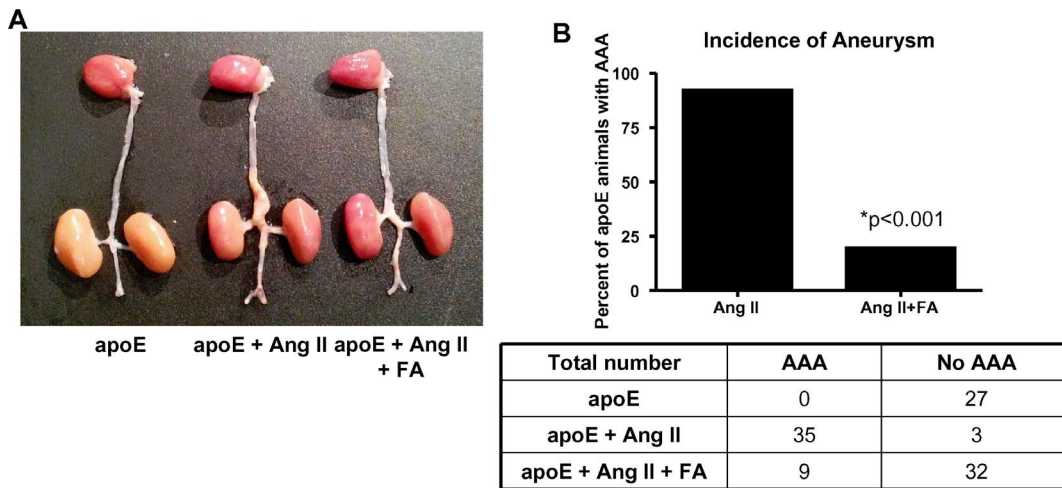 A
apoE
apoE + Ang II
apoE + Ang II
+ FA
B
Incidence of Aneurysm
Percent of apoE animals with AAA
100
75
50
25
0
*p<0.001
Ang II
Ang II+FA
Total number AAA No AAA
apoE 0 27
apoE + Ang II 35 3
apoE + Ang II + FA 9 32